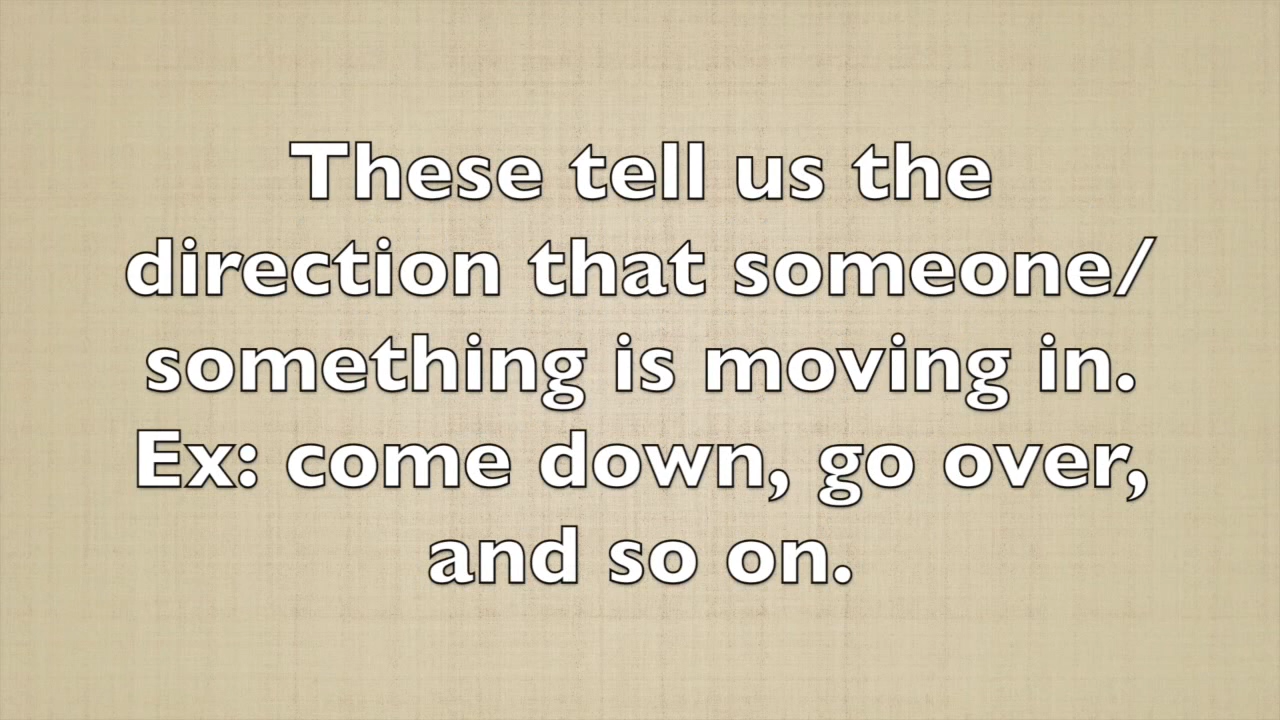 These tell us the
direction that someone/
something is moving in.
Ex: come down, go over,
and so on.